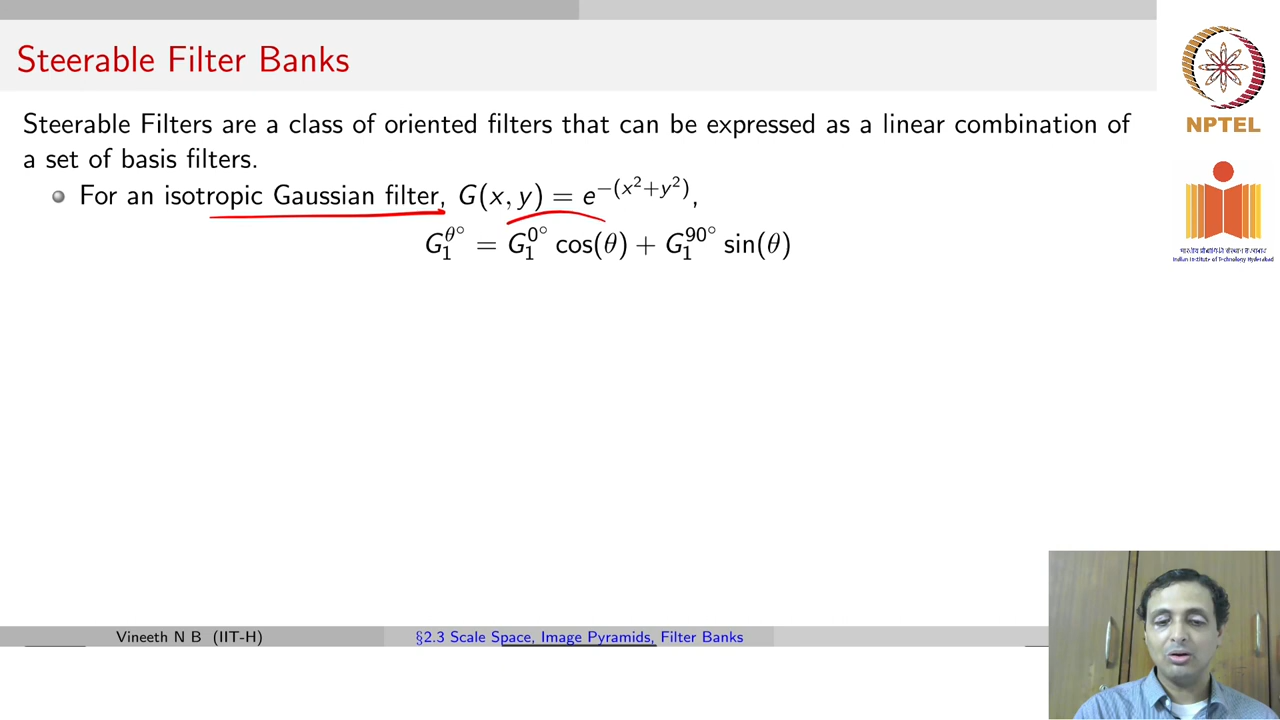 Steerable Filter Banks
Steerable Filters are a class of oriented filters that can be expressed as a linear combination of
a set of basis filters.
For an isotropic Gaussian filter, G(x, y) = e^{−(x²+y²)},
G₁^{θ°} = G₁^{0°} cos(θ) + G₁^{90°} sin(θ)
NPTEL
भारतीय प्रौद्योगिकी संस्थान हैदराबाद
Indian Institute of Technology Hyderabad
Vineeth N B (IIT-H)
§2.3 Scale Space, Image Pyramids, Filter Banks